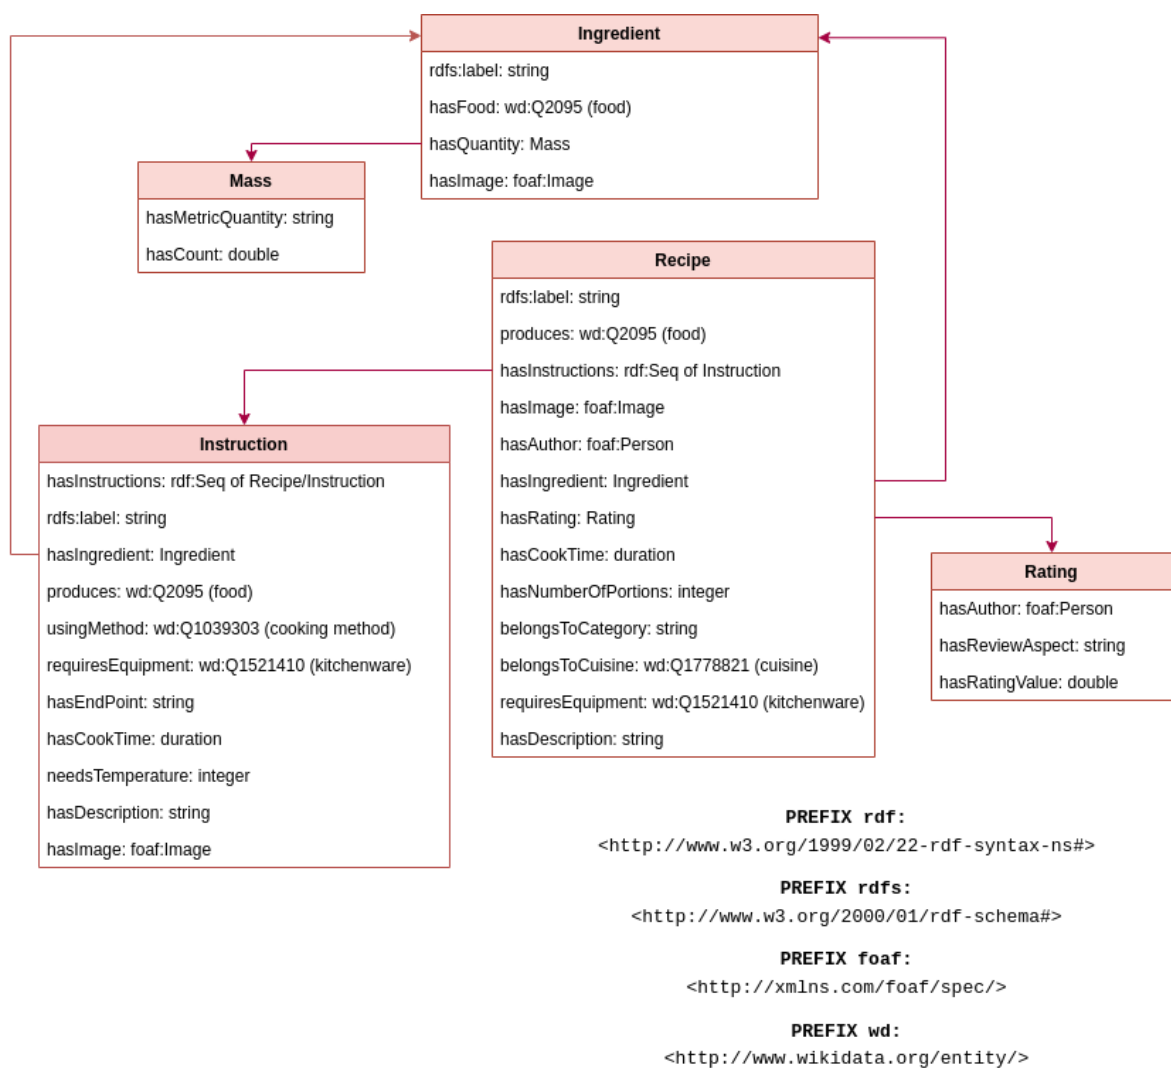 Ingredient
rdfs:label: string
hasFood: wd:Q2095 (food)
hasQuantity: Mass
hasImage: foaf:Image
Mass
hasMetricQuantity: string
hasCount: double
Recipe
rdfs:label: string
produces: wd:Q2095 (food)
hasInstructions: rdf:Seq of Instruction
hasImage: foaf:Image
hasAuthor: foaf:Person
hasIngredient: Ingredient
hasRating: Rating
hasCookTime: duration
hasNumberOfPortions: integer
belongsToCategory: string
belongsToCuisine: wd:Q1778821 (cuisine)
requiresEquipment: wd:Q1521410 (kitchenware)
hasDescription: string
Instruction
hasInstructions: rdf:Seq of Recipe/Instruction
rdfs:label: string
hasIngredient: Ingredient
produces: wd:Q2095 (food)
usingMethod: wd:Q1039303 (cooking method)
requiresEquipment: wd:Q1521410 (kitchenware)
hasEndPoint: string
hasCookTime: duration
needsTemperature: integer
hasDescription: string
hasImage: foaf:Image
Rating
hasAuthor: foaf:Person
hasReviewAspect: string
hasRatingValue: double
PREFIX rdf:
<http://www.w3.org/1999/02/22-rdf-syntax-ns#>
PREFIX rdfs:
<http://www.w3.org/2000/01/rdf-schema#>
PREFIX foaf:
<http://xmlns.com/foaf/spec/>
PREFIX wd:
<http://www.wikidata.org/entity/>